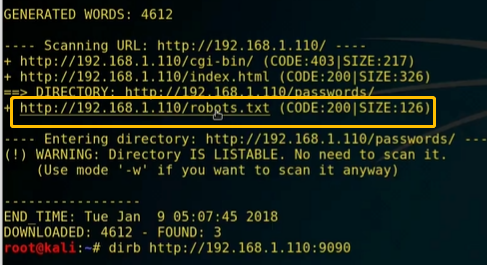 GENERATED WORDS: 4612
---- Scanning URL: http://192.168.1.110/ ----
+ http://192.168.1.110/cgi-bin/ (CODE:403|SIZE:217)
+ http://192.168.1.110/index.html (CODE:200|SIZE:326)
==> DIRECTORY: http://192.168.1.110/passwords/
+ http://192.168.1.110/robots.txt (CODE:200|SIZE:126)
---- Entering directory: http://192.168.1.110/passwords/ ---
(!) WARNING: Directory IS LISTABLE. No need to scan it.
(Use mode '-w' if you want to scan it anyway)
-----------------
END_TIME: Tue Jan  9 05:07:45 2018
DOWNLOADED: 4612 - FOUND: 3
root@kali:~# dirb http://192.168.1.110:9090